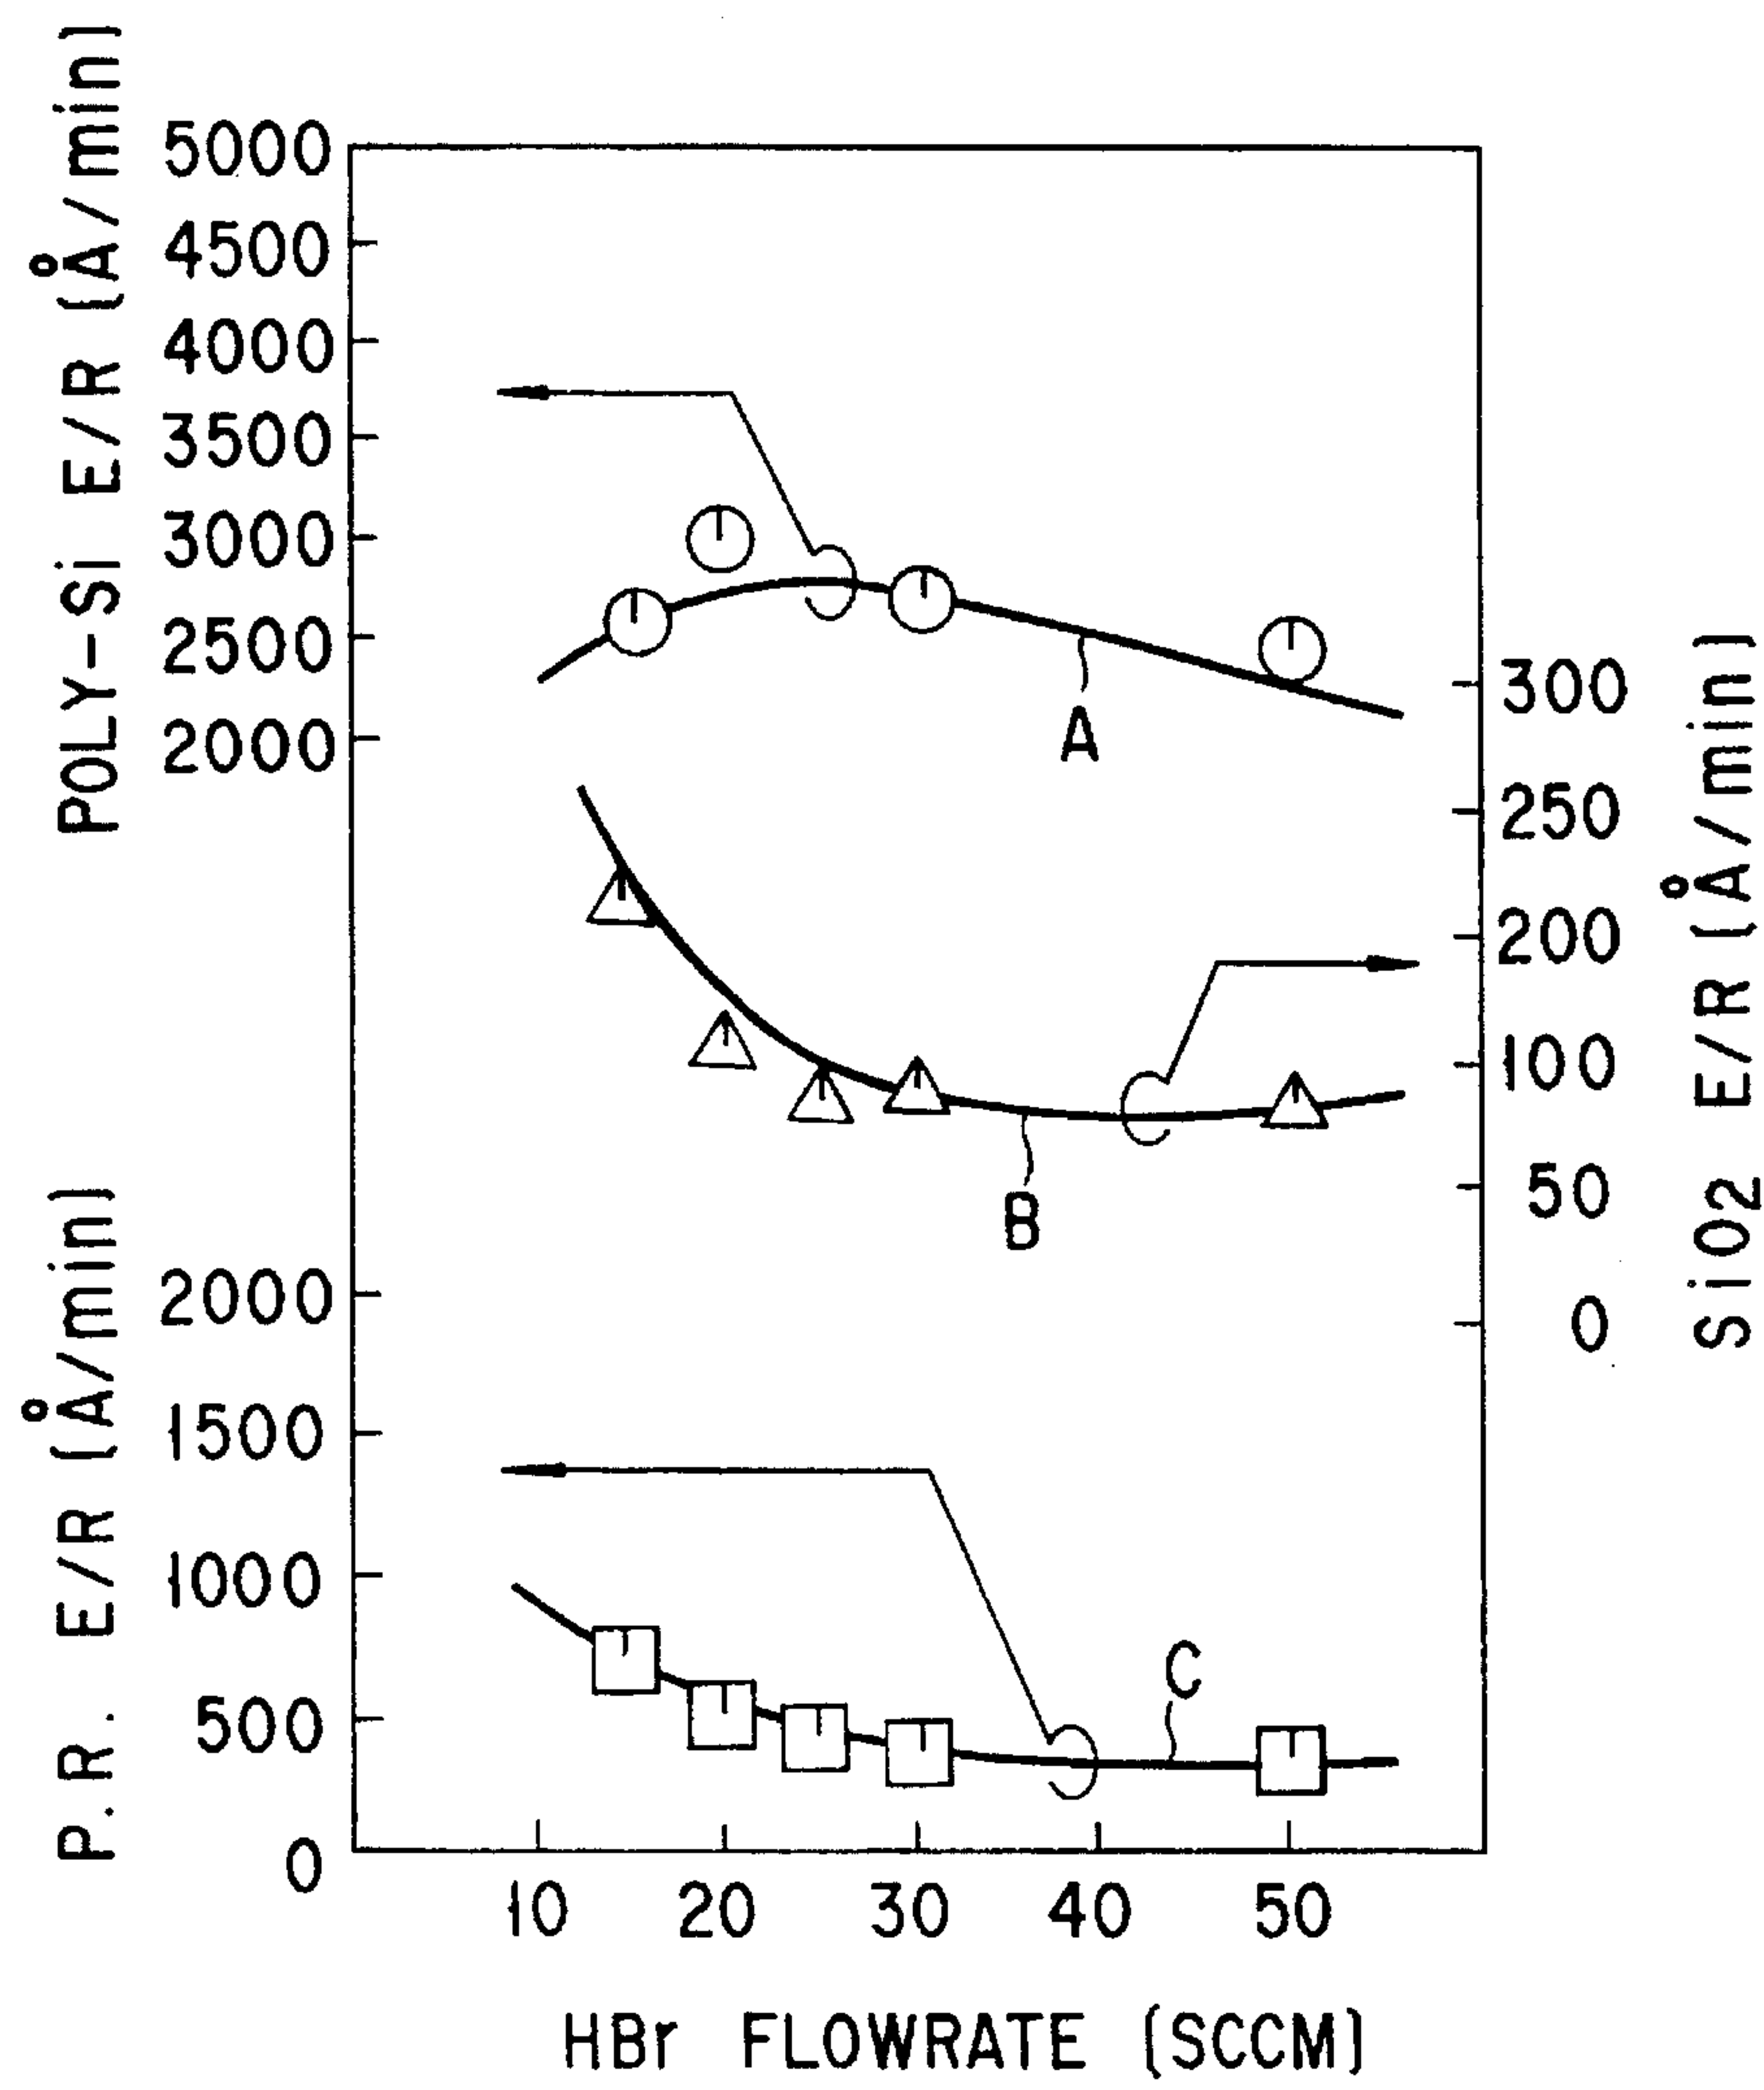 POLY-Si E/R (Å/min)
5000
4500
4000
3500
3000
2500
2000
A
300
250
200
100
50
0
SiO2 E/R (Å/min)
B
P.R. E/R (Å/min)
2000
1500
1000
500
0
C
10 20 30 40 50
HBr FLOWRATE (SCCM)